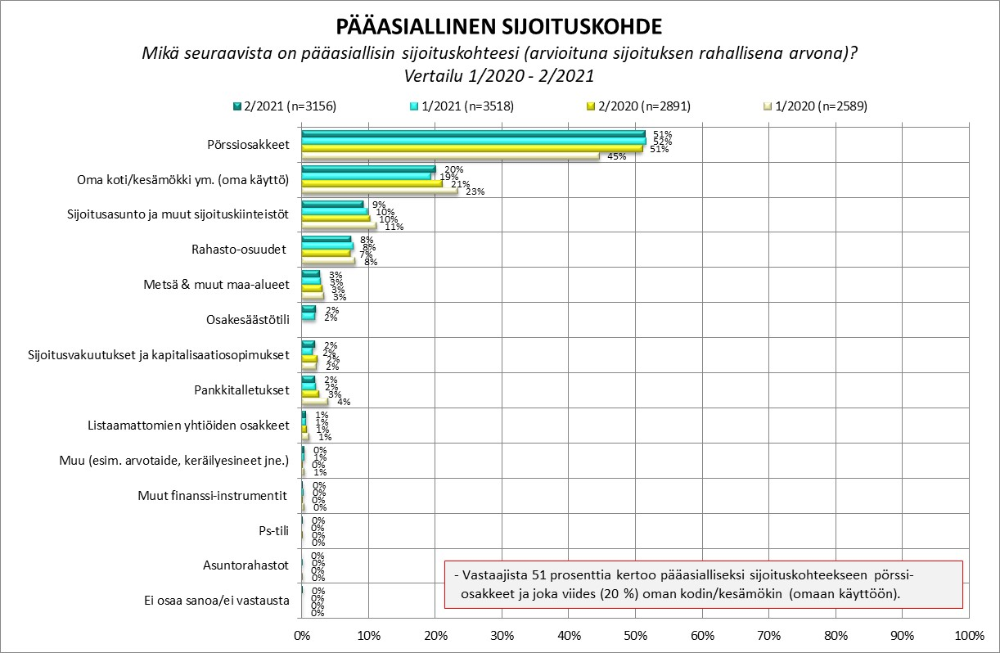 PÄÄASIALLINEN SIJOITUSKOHDE
Mikä seuraavista on pääasiallisin sijoituskohteesi (arvioituna sijoituksen rahallisena arvona)?
Vertailu 1/2020 - 2/2021
2/2021 (n=3156) 1/2021 (n=3518) 2/2020 (n=2891) 1/2020 (n=2589)
Pörssiosakkeet
51%
52%
51%
45%
Oma koti/kesämökki ym. (oma käyttö)
20%
19%
21%
23%
Sijoitusasunto ja muut sijoituskiinteistöt
9%
10%
10%
11%
Rahasto-osuudet
8%
8%
7%
8%
Metsä & muut maa-alueet
3%
3%
3%
3%
Osakesäästötili
2%
2%
Sijoitusvakuutukset ja kapitalisaatiosopimukset
2%
2%
2%
2%
Pankkitalletukset
2%
2%
3%
4%
Listaamattomien yhtiöiden osakkeet
1%
1%
1%
1%
Muu (esim. arvotaide, keräilyesineet jne.)
0%
1%
0%
1%
Muut finanssi-instrumentit
0%
0%
0%
0%
Ps-tili
0%
0%
0%
0%
Asuntorahastot
0%
0%
0%
0%
Ei osaa sanoa/ei vastausta
0%
0%
0%
0%
- Vastaajista 51 prosenttia kertoo pääasialliseksi sijoituskohteekseen pörssi-
osakkeet ja joka viides (20 %) oman kodin/kesämökin (omaan käyttöön).
0% 10% 20% 30% 40% 50% 60% 70% 80% 90% 100%